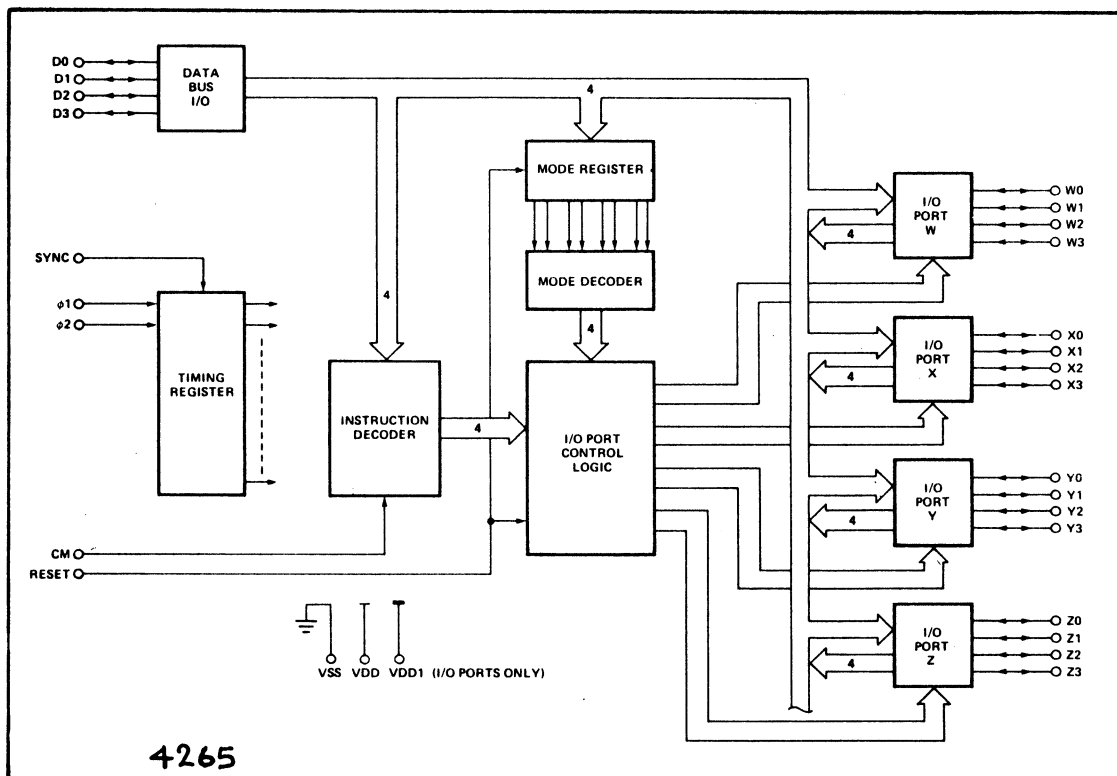 D0
D1
D2
D3
DATA
BUS
I/O
4
4
MODE REGISTER
MODE DECODER
4
SYNC
φ1
φ2
TIMING
REGISTER
INSTRUCTION
DECODER
4
I/O PORT
CONTROL
LOGIC
CM
RESET
VSS
VDD
VDD1 (I/O PORTS ONLY)
I/O
PORT
W
4
W0
W1
W2
W3
I/O
PORT
X
4
X0
X1
X2
X3
I/O
PORT
Y
4
Y0
Y1
Y2
Y3
I/O
PORT
Z
4
Z0
Z1
Z2
Z3
4265